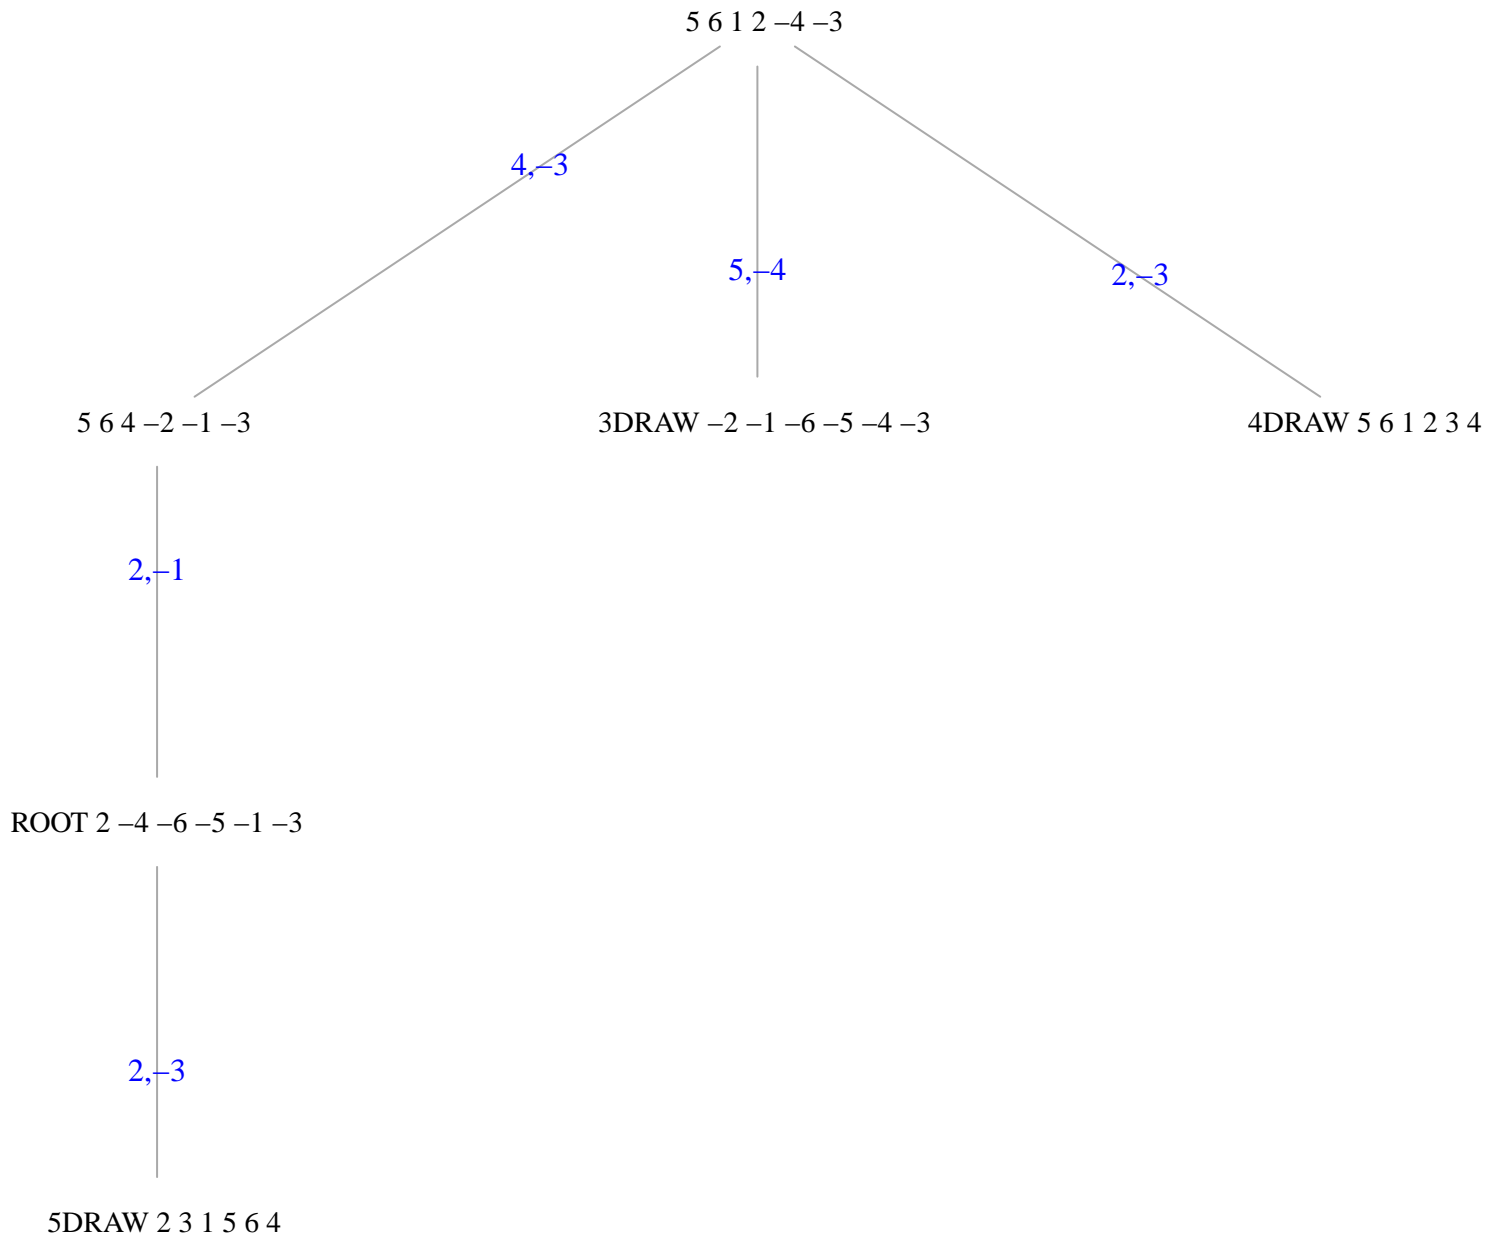 5 6 1 2 –4 –3
4,–3
5,–4
2,–3
5 6 4 –2 –1 –3
3DRAW –2 –1 –6 –5 –4 –3
4DRAW 5 6 1 2 3 4
2,–1
ROOT 2 –4 –6 –5 –1 –3
2,–3
5DRAW 2 3 1 5 6 4